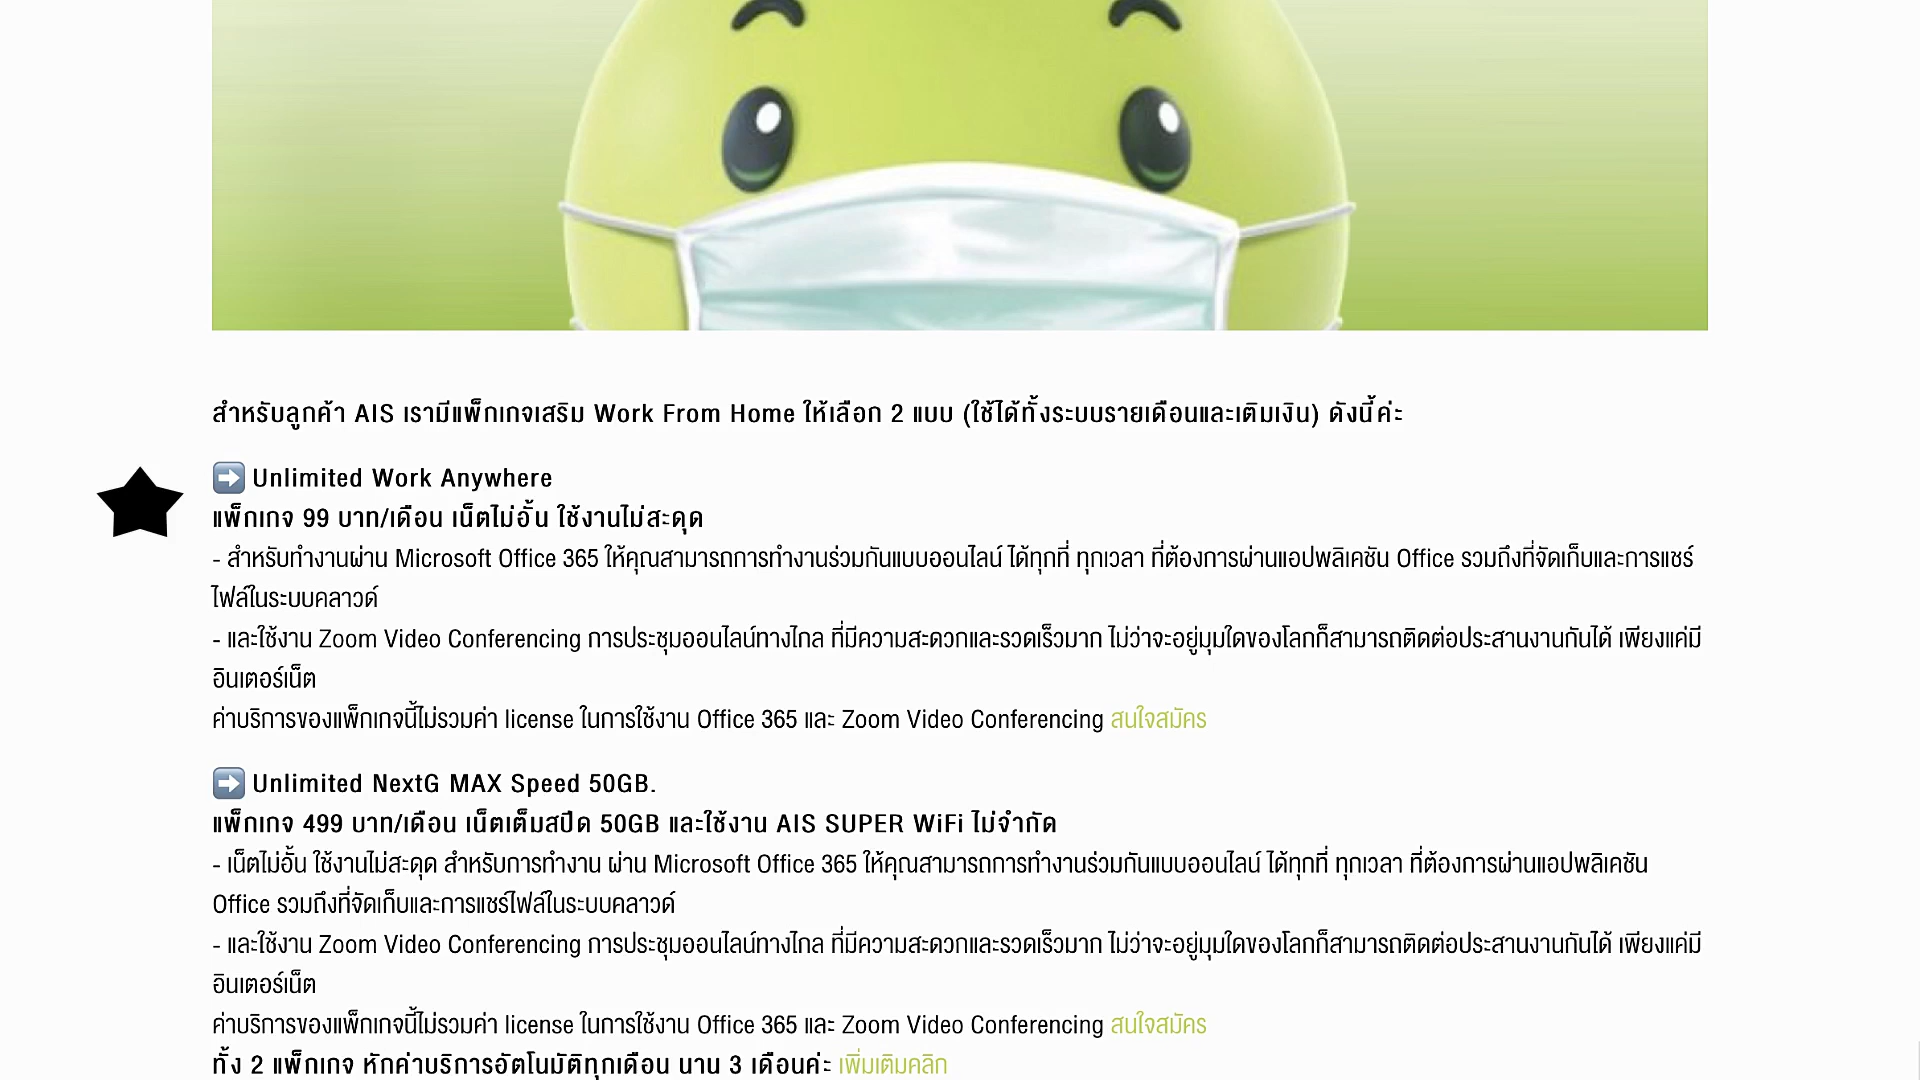 สำหรับลูกค้า AIS เรามีแพ็กเกจเสริม Work From Home ให้เลือก 2 แบบ (ใช้ได้ทั้งระบบรายเดือนและเติมเงิน) ดังนี้ค่ะ
➡️ Unlimited Work Anywhere
แพ็กเกจ 99 บาท/เดือน เน็ตไม่อั้น ใช้งานไม่สะดุด
- สำหรับทำงานผ่าน Microsoft Office 365 ให้คุณสามารถการทำงานร่วมกันแบบออนไลน์ ได้ทุกที่ ทุกเวลา ที่ต้องการผ่านแอปพลิเคชัน Office รวมถึงที่จัดเก็บและการแชร์
ไฟล์ในระบบคลาวด์
- และใช้งาน Zoom Video Conferencing การประชุมออนไลน์ทางไกล ที่มีความสะดวกและรวดเร็วมาก ไม่ว่าจะอยู่มุมใดของโลกก็สามารถติดต่อประสานงานกันได้ เพียงแค่มี
อินเตอร์เน็ต
ค่าบริการของแพ็กเกจนี้ไม่รวมค่า license ในการใช้งาน Office 365 และ Zoom Video Conferencing สนใจสมัคร
➡️ Unlimited NextG MAX Speed 50GB.
แพ็กเกจ 499 บาท/เดือน เน็ตเต็มสปีด 50GB และใช้งาน AIS SUPER WiFi ไม่จำกัด
- เน็ตไม่อั้น ใช้งานไม่สะดุด สำหรับการทำงาน ผ่าน Microsoft Office 365 ให้คุณสามารถการทำงานร่วมกันแบบออนไลน์ ได้ทุกที่ ทุกเวลา ที่ต้องการผ่านแอปพลิเคชัน
Office รวมถึงที่จัดเก็บและการแชร์ไฟล์ในระบบคลาวด์
- และใช้งาน Zoom Video Conferencing การประชุมออนไลน์ทางไกล ที่มีความสะดวกและรวดเร็วมาก ไม่ว่าจะอยู่มุมใดของโลกก็สามารถติดต่อประสานงานกันได้ เพียงแค่มี
อินเตอร์เน็ต
ค่าบริการของแพ็กเกจนี้ไม่รวมค่า license ในการใช้งาน Office 365 และ Zoom Video Conferencing สนใจสมัคร
ทั้ง 2 แพ็กเกจ หักค่าบริการอัตโนมัติทุกเดือน นาน 3 เดือนค่ะ เพิ่มเติมคลิก